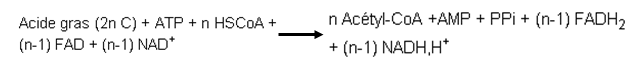 Acide gras (2n C) + ATP + n HSCoA +
(n-1) FAD + (n-1) NAD⁺
n Acétyl-CoA +AMP + PPi + (n-1) FADH₂
+ (n-1) NADH,H⁺